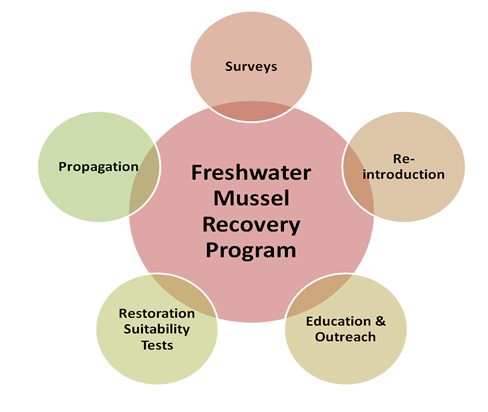 Surveys
Propagation
Freshwater
Mussel
Recovery
Program
Re-
introduction
Restoration
Suitability
Tests
Education &
Outreach